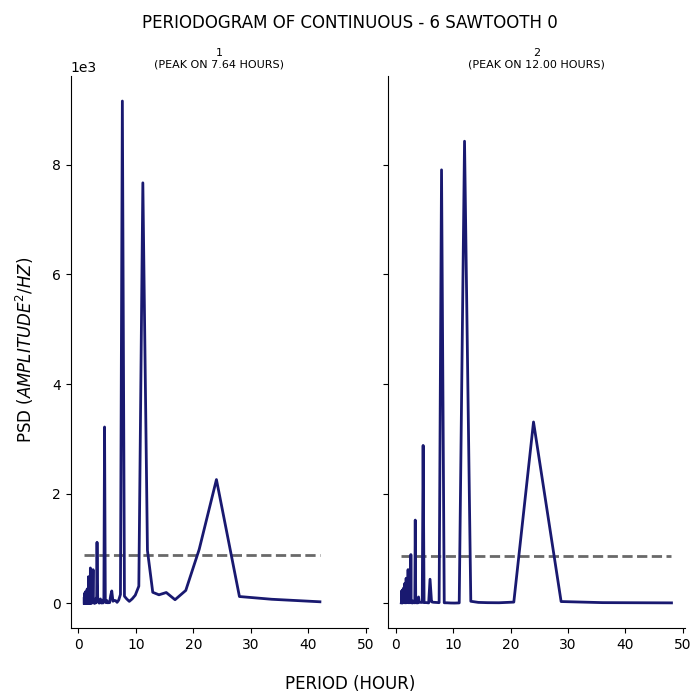 PERIODOGRAM OF CONTINUOUS - 6 SAWTOOTH 0
1
(PEAK ON 7.64 HOURS)
2
(PEAK ON 12.00 HOURS)
1e3
8
6
4
2
0
PSD (AMPLITUDE²/HZ)
0 10 20 30 40 50
0 10 20 30 40 50
PERIOD (HOUR)